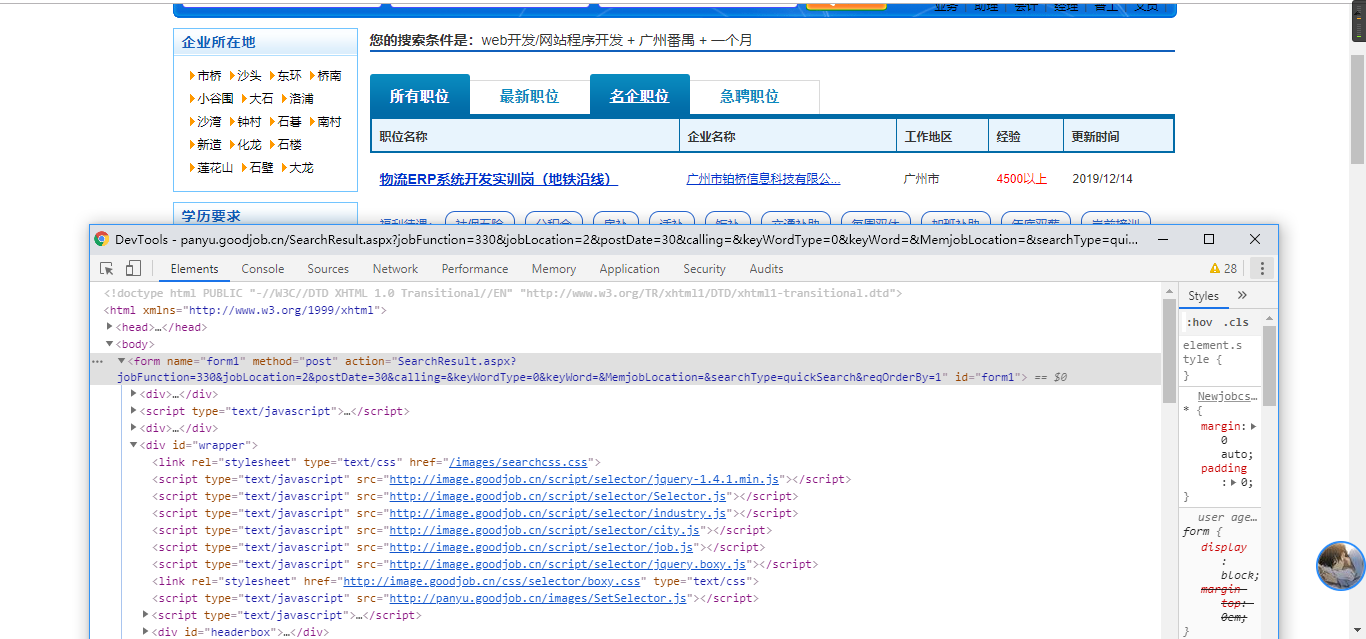 业务 助理 会计 经理 普工 文员
企业所在地
市桥 沙头 东环 桥南
小谷围 大石 洛浦
沙湾 钟村 石碁 南村
新造 化龙 石楼
莲花山 石壁 大龙
学历要求
您的搜索条件是：web开发/网站程序开发 + 广州番禺 + 一个月
所有职位 最新职位 名企职位 急聘职位
职位名称 企业名称 工作地区 经验 更新时间
物流ERP系统开发实训岗（地铁沿线） 广州市铂桥信息科技有限公... 广州市 4500以上 2019/12/14
福利待遇： 社保五险 公积金 房补 话补 饭补 交通补助 每周双休 加班补助 年底双薪 岗前培训
DevTools - panyu.goodjob.cn/SearchResult.aspx?jobFunction=330&jobLocation=2&postDate=30&calling=&keyWordType=0&keyWord=&MemjobLocation=&searchType=qui...
Elements Console Sources Network Performance Memory Application Security Audits 28
<!doctype html PUBLIC "-//W3C//DTD XHTML 1.0 Transitional//EN" "http://www.w3.org/TR/xhtml1/DTD/xhtml1-transitional.dtd">
<html xmlns="http://www.w3.org/1999/xhtml">
<head>…</head>
<body>
<form name="form1" method="post" action="SearchResult.aspx?
jobFunction=330&jobLocation=2&postDate=30&calling=&keyWordType=0&keyWord=&MemjobLocation=&searchType=quickSearch&reqOrderBy=1" id="form1"> == $0
<div>…</div>
<script type="text/javascript">…</script>
<div>…</div>
<div id="wrapper">
<link rel="stylesheet" type="text/css" href="/images/searchcss.css">
<script type="text/javascript" src="http://image.goodjob.cn/script/selector/jquery-1.4.1.min.js"></script>
<script type="text/javascript" src="http://image.goodjob.cn/script/selector/Selector.js"></script>
<script type="text/javascript" src="http://image.goodjob.cn/script/selector/industry.js"></script>
<script type="text/javascript" src="http://image.goodjob.cn/script/selector/city.js"></script>
<script type="text/javascript" src="http://image.goodjob.cn/script/selector/job.js"></script>
<script type="text/javascript" src="http://image.goodjob.cn/script/selector/jquery.boxy.js"></script>
<link rel="stylesheet" href="http://image.goodjob.cn/css/selector/boxy.css" type="text/css">
<script type="text/javascript" src="http://panyu.goodjob.cn/images/SetSelector.js"></script>
<script type="text/javascript">…</script>
<div id="headerbox">…</div>
Styles
:hov .cls
element.s
tyle {
}
Newjobcs…
* {
margin:
0
auto;
padding
: 0;
}
user age…
form {
display
:
block;
margin-
top:
0em;
}